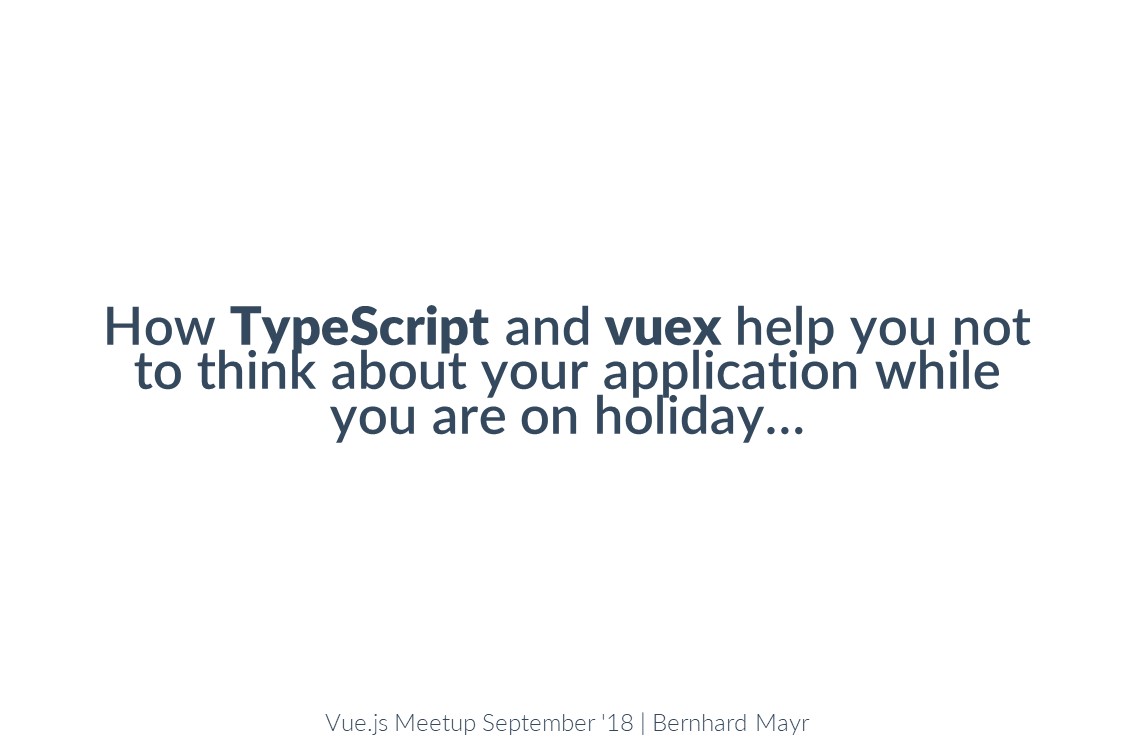 How TypeScript and vuex help you not
to think about your application while
you are on holiday…
Vue.js Meetup September '18 | Bernhard Mayr